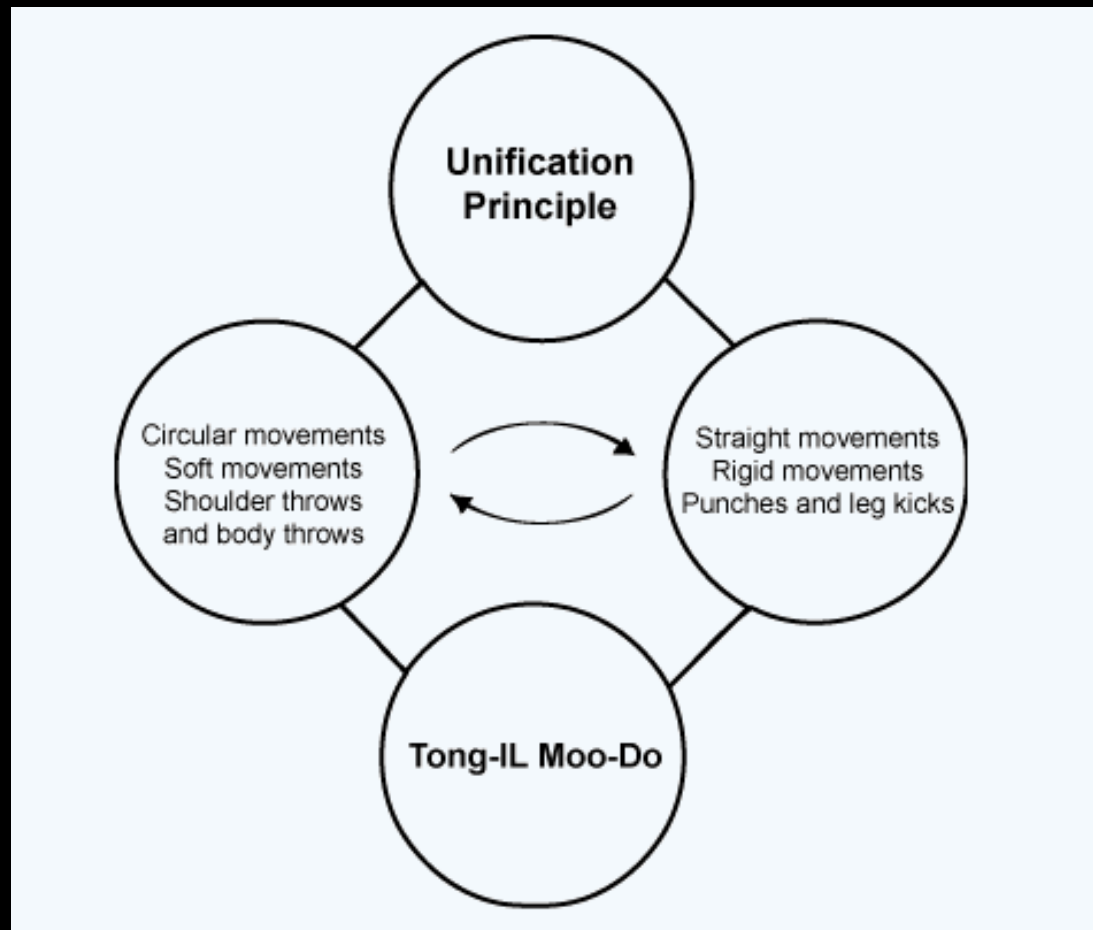 Unification
Principle
Circular movements
Soft movements
Shoulder throws
and body throws
Straight movements
Rigid movements
Punches and leg kicks
Tong-IL Moo-Do